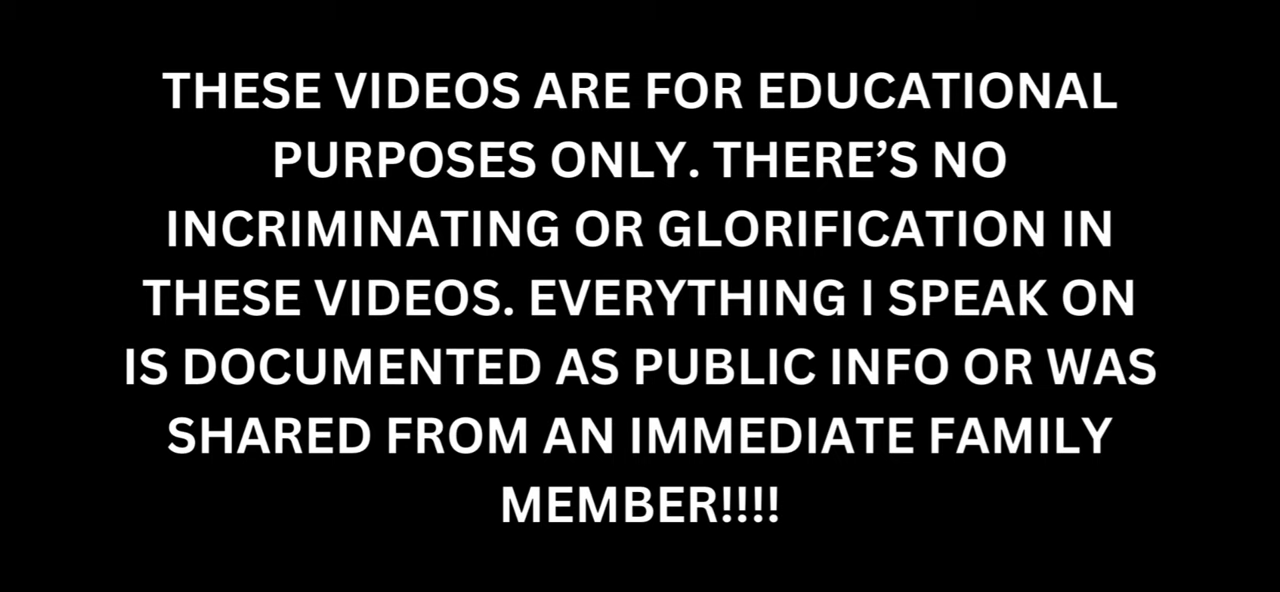 THESE VIDEOS ARE FOR EDUCATIONAL
PURPOSES ONLY. THERE’S NO
INCRIMINATING OR GLORIFICATION IN
THESE VIDEOS. EVERYTHING I SPEAK ON
IS DOCUMENTED AS PUBLIC INFO OR WAS
SHARED FROM AN IMMEDIATE FAMILY
MEMBER!!!!